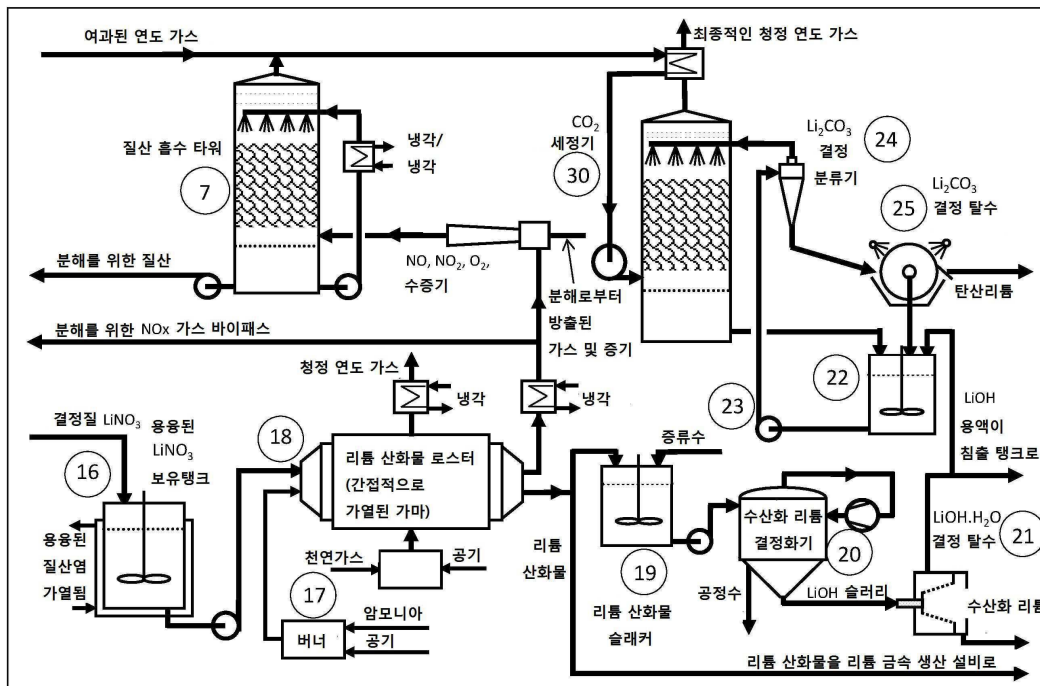 여과된 연도 가스
최종적인 청정 연도 가스
질산 흡수 타워
7
냉각/
냉각
CO2
세정기
30
Li2CO3
결정
분류기
24
25
Li2CO3
결정 탈수
NO, NO2, O2,
수증기
분해를 위한 질산
분해로부터
방출된
가스 및 증기
탄산리튬
분해를 위한 NOx 가스 바이패스
청정 연도 가스
냉각
냉각
22
23
LiOH
용액이
침출 탱크로
결정질 LiNO3
용융된
LiNO3
보유탱크
16
18
리튬 산화물 로스터
(간접적으로
가열된 가마)
증류수
용융된
질산염
가열됨
천연가스
공기
리튬
산화물
19
리튬 산화물
슬래커
수산화 리튬
결정화기
20
LiOH.H2O
결정 탈수
21
17
버너
암모니아
공기
공정수
LiOH 슬러리
수산화 리튬
리튬 산화물을 리튬 금속 생산 설비로